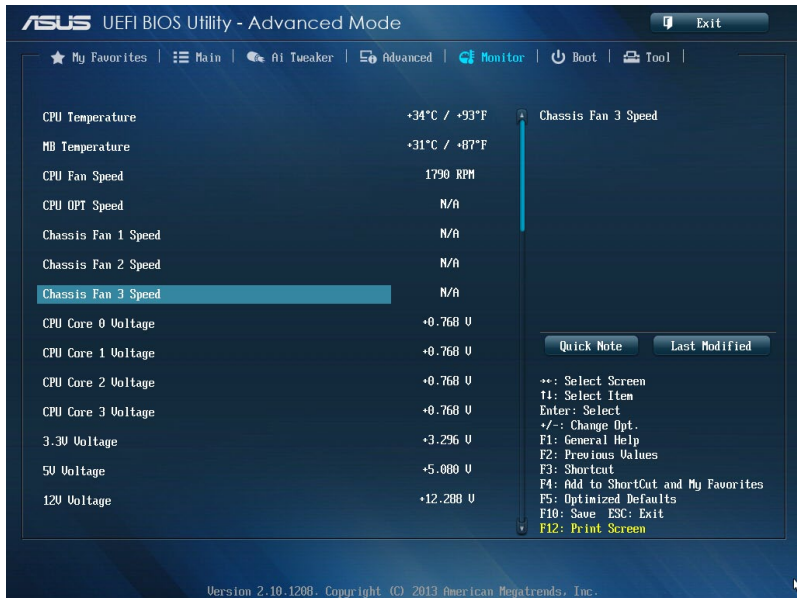 ASUS UEFI BIOS Utility - Advanced Mode
Exit
My Favorites | Main | Ai Tweaker | Advanced | Monitor | Boot | Tool |
CPU Temperature +34°C / +93°F
MB Temperature +31°C / +87°F
CPU Fan Speed 1790 RPM
CPU OPT Speed N/A
Chassis Fan 1 Speed N/A
Chassis Fan 2 Speed N/A
Chassis Fan 3 Speed N/A
CPU Core 0 Voltage +0.768 V
CPU Core 1 Voltage +0.768 V
CPU Core 2 Voltage +0.768 V
CPU Core 3 Voltage +0.768 V
3.3V Voltage +3.296 V
5V Voltage +5.080 V
12V Voltage +12.288 V
Chassis Fan 3 Speed
Quick Note
Last Modified
→←: Select Screen
↑↓: Select Item
Enter: Select
+/-: Change Opt.
F1: General Help
F2: Previous Values
F3: Shortcut
F4: Add to ShortCut and My Favorites
F5: Optimized Defaults
F10: Save ESC: Exit
F12: Print Screen
Version 2.10.1208. Copyright (C) 2013 American Megatrends, Inc.